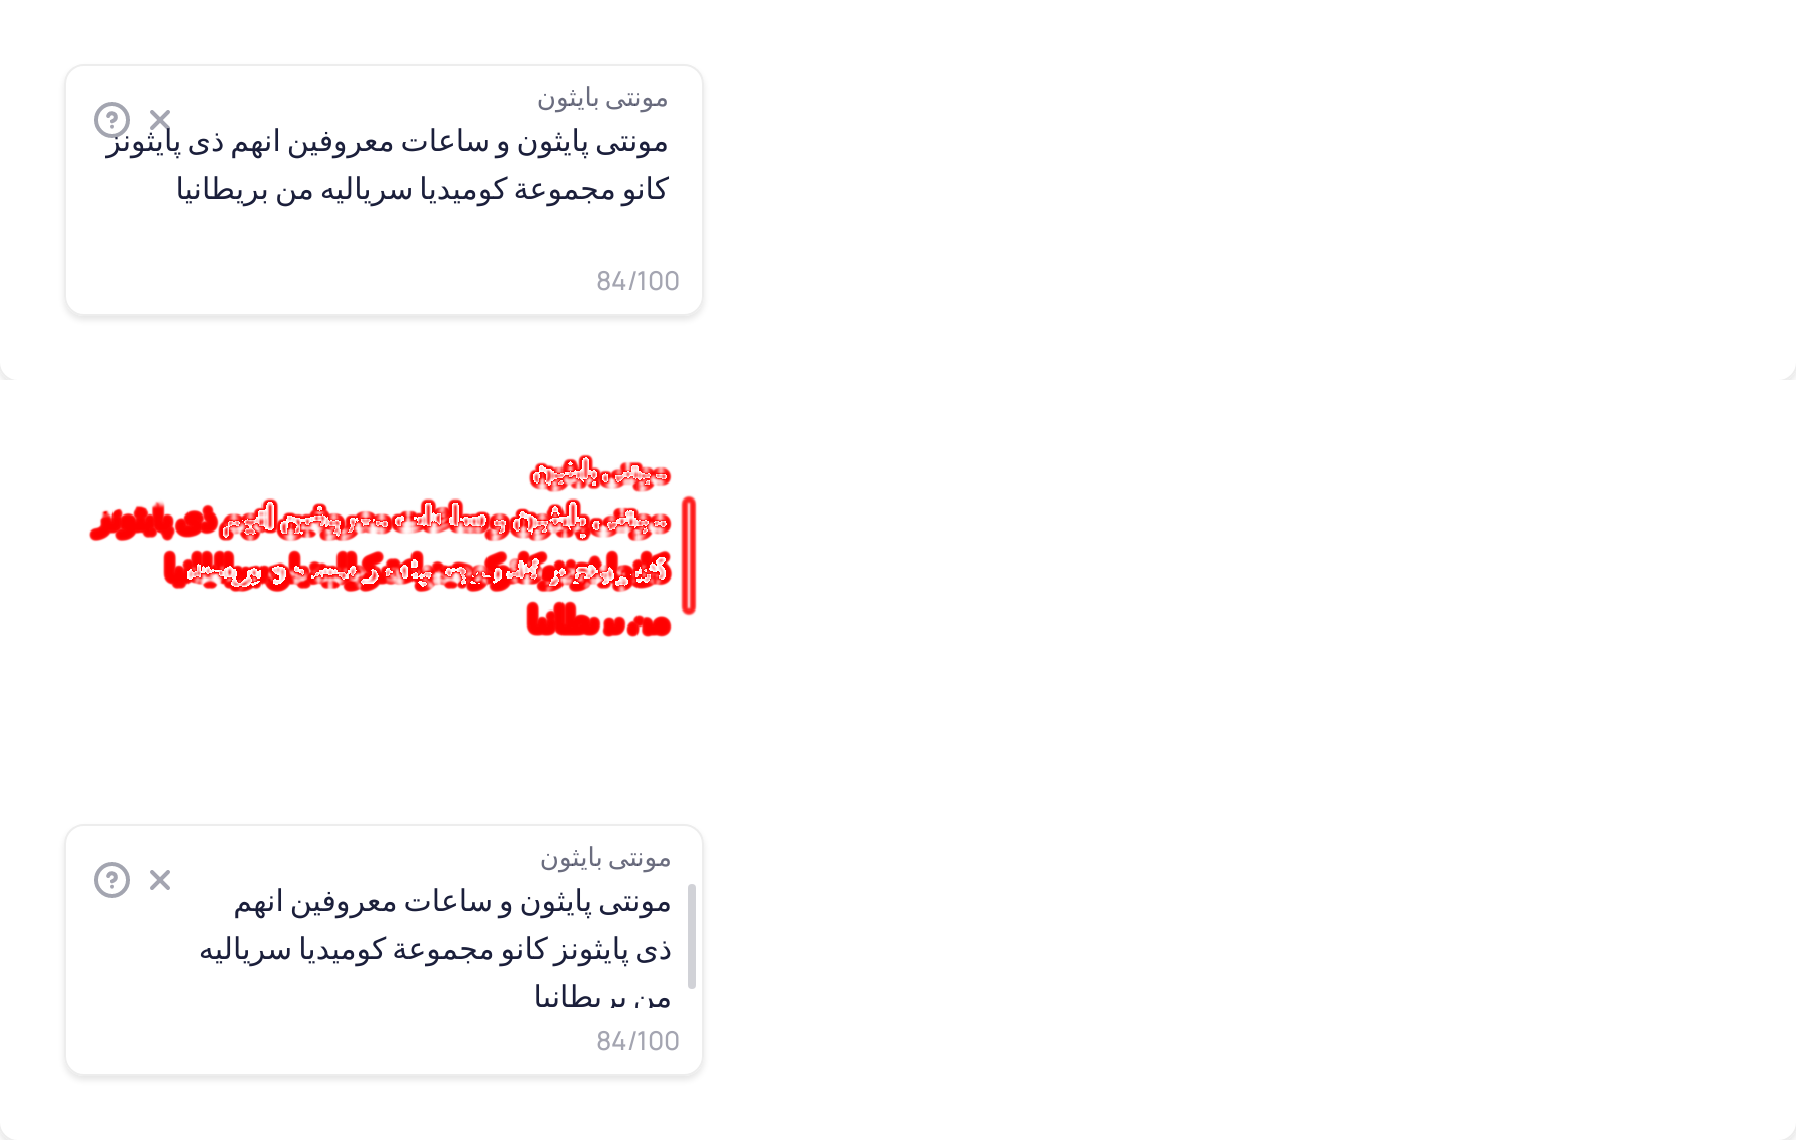 مونتى بايثون
مونتى پايثون و ساعات معروفين انهم ذى پايثونز
كانو مجموعة كوميديا سرياليه من بريطانيا
84/100
مونتى بايثون
مونتى پايثون و ساعات معروفين انهم
ذى پايثونز كانو مجموعة كوميديا سرياليه
من بريطانيا
84/100